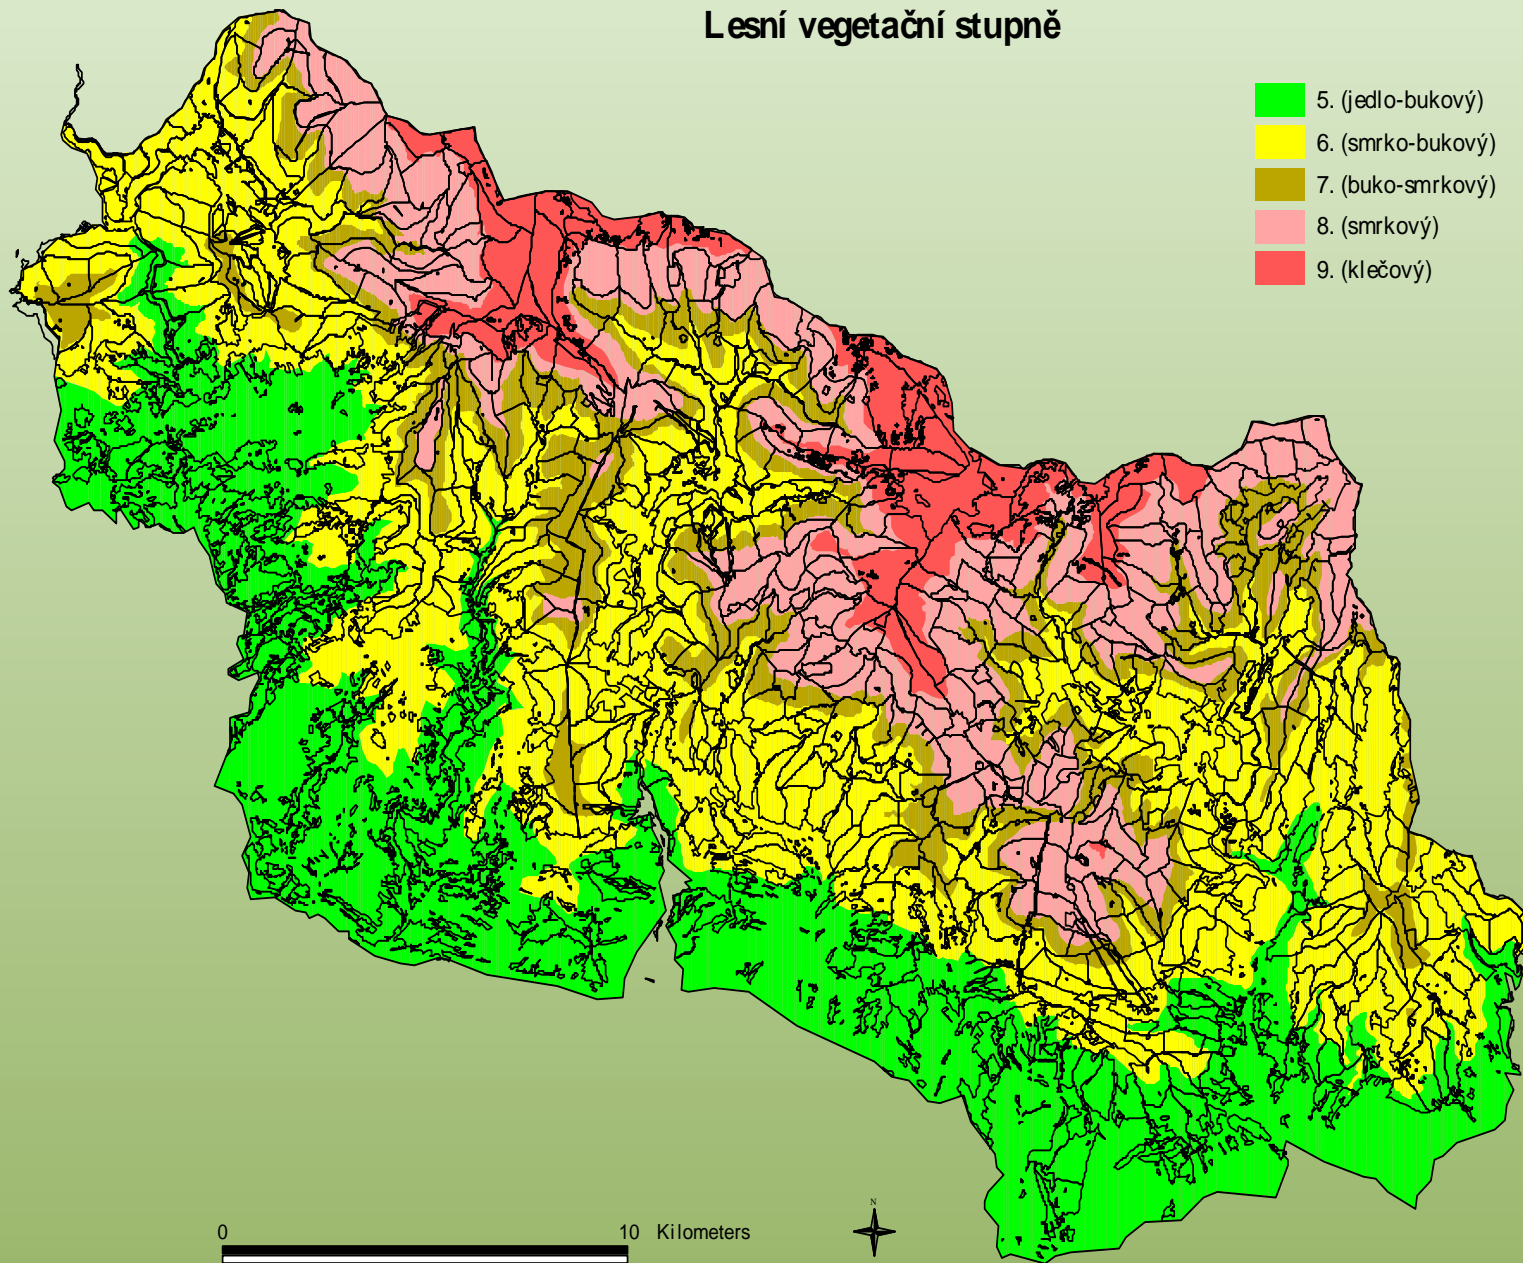 Lesní vegetační stupně
5. (jedlo-bukový)
6. (smrko-bukový)
7. (buko-smrkový)
8. (smrkový)
9. (klečový)
N
0 10 Kilometers